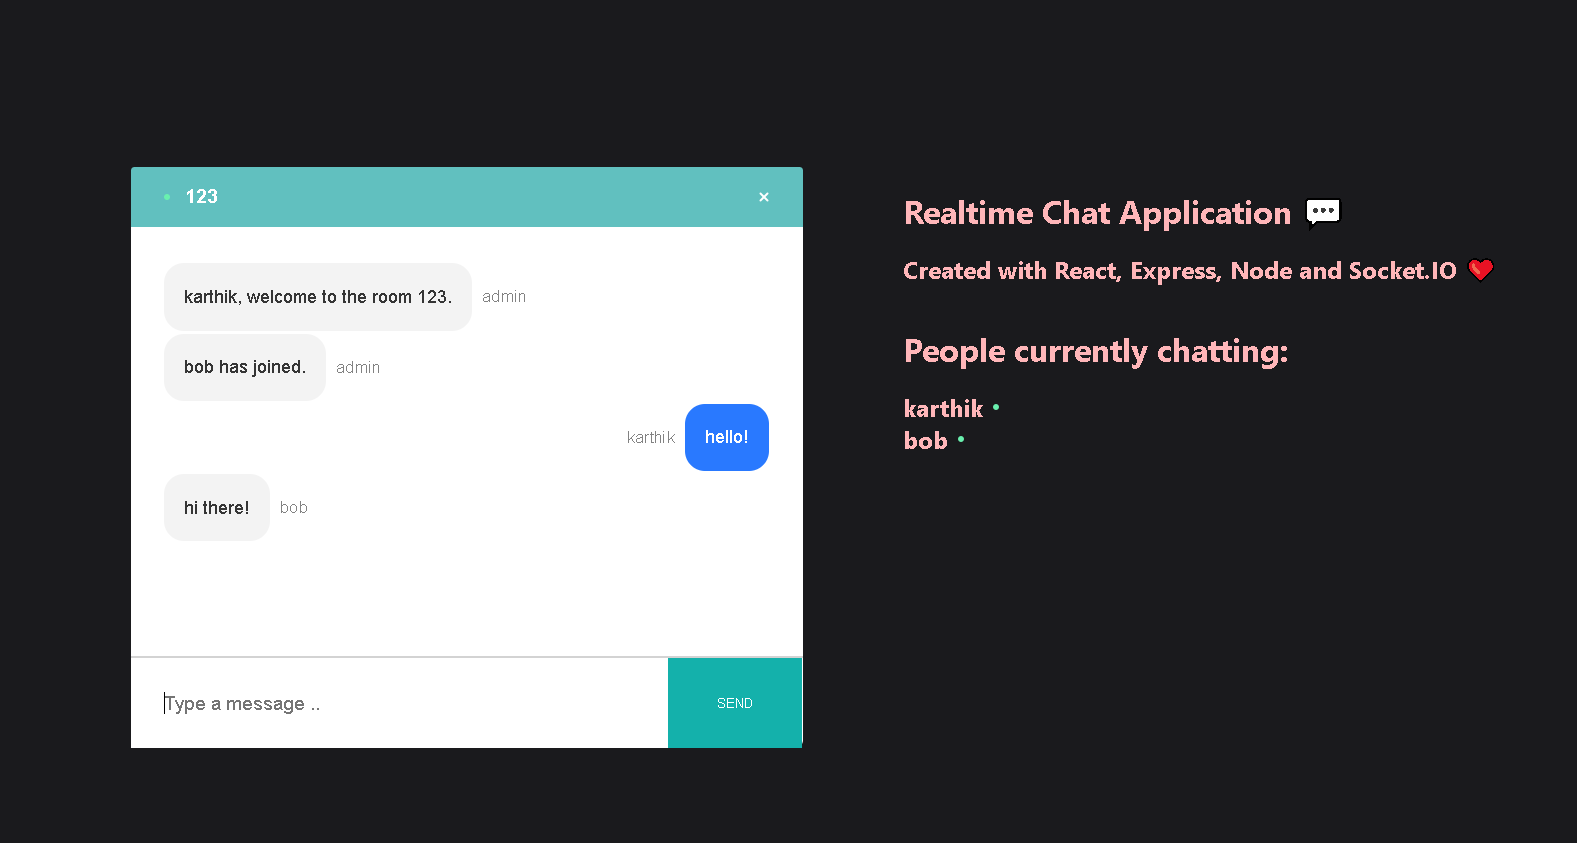 123
×
karthik, welcome to the room 123. admin
bob has joined. admin
karthik hello!
hi there! bob
Type a message ..
SEND
Realtime Chat Application 💬
Created with React, Express, Node and Socket.IO ❤️
People currently chatting:
karthik
bob